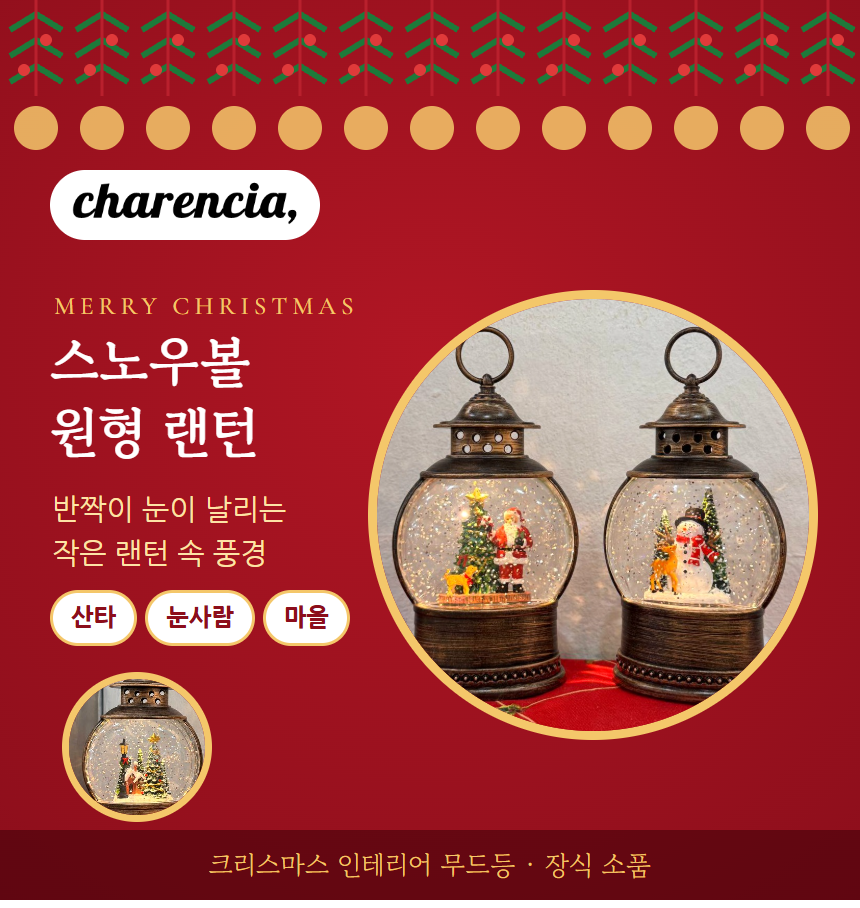 charencia,
MERRY CHRISTMAS
스노우볼
원형 랜턴
반짝이 눈이 날리는
작은 랜턴 속 풍경
산타 눈사람 마을
크리스마스 인테리어 무드등 · 장식 소품